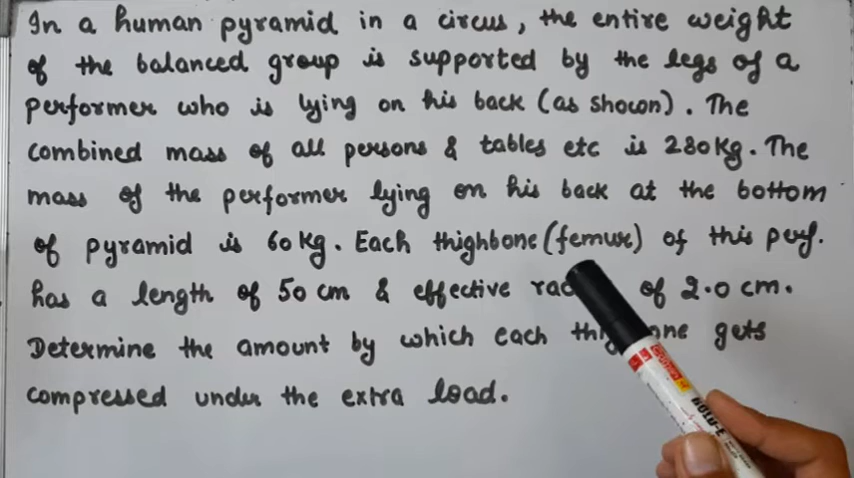 In a human pyramid in a circus, the entire weight
of the balanced group is supported by the legs of a
performer who is lying on his back (as shown). The
combined mass of all persons & tables etc is 280kg. The
mass of the performer lying on his back at the bottom
of pyramid is 60kg. Each thighbone (femur) of this perf.
has a length of 50 cm & effective of 2.0 cm.
Determine the amount by which each gets
compressed under the extra load.